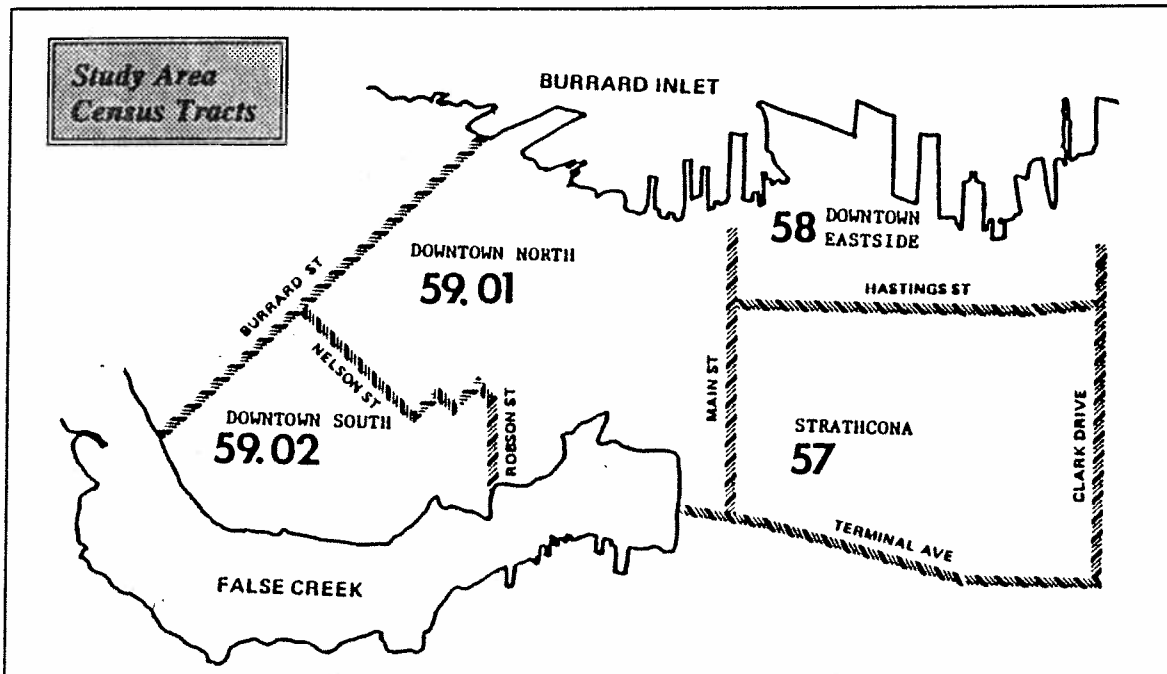 Study Area
Census Tracts
BURRARD INLET
58 DOWNTOWN
EASTSIDE
DOWNTOWN NORTH
59.01
HASTINGS ST
BURRARD ST
NELSON ST
MAIN ST
DOWNTOWN SOUTH
59.02
ROBSON ST
STRATHCONA
57
CLARK DRIVE
TERMINAL AVE
FALSE CREEK